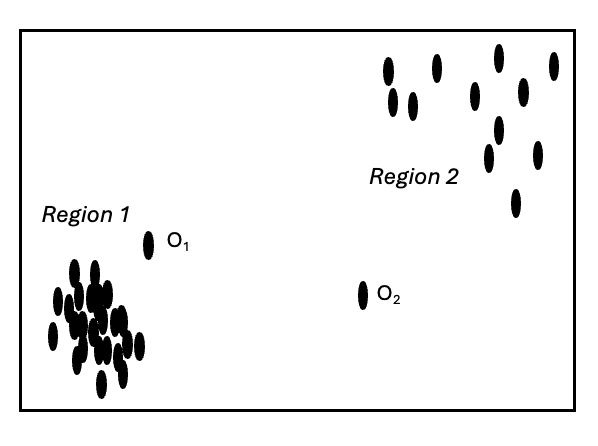 Region 2
Region 1
O₁
O₂